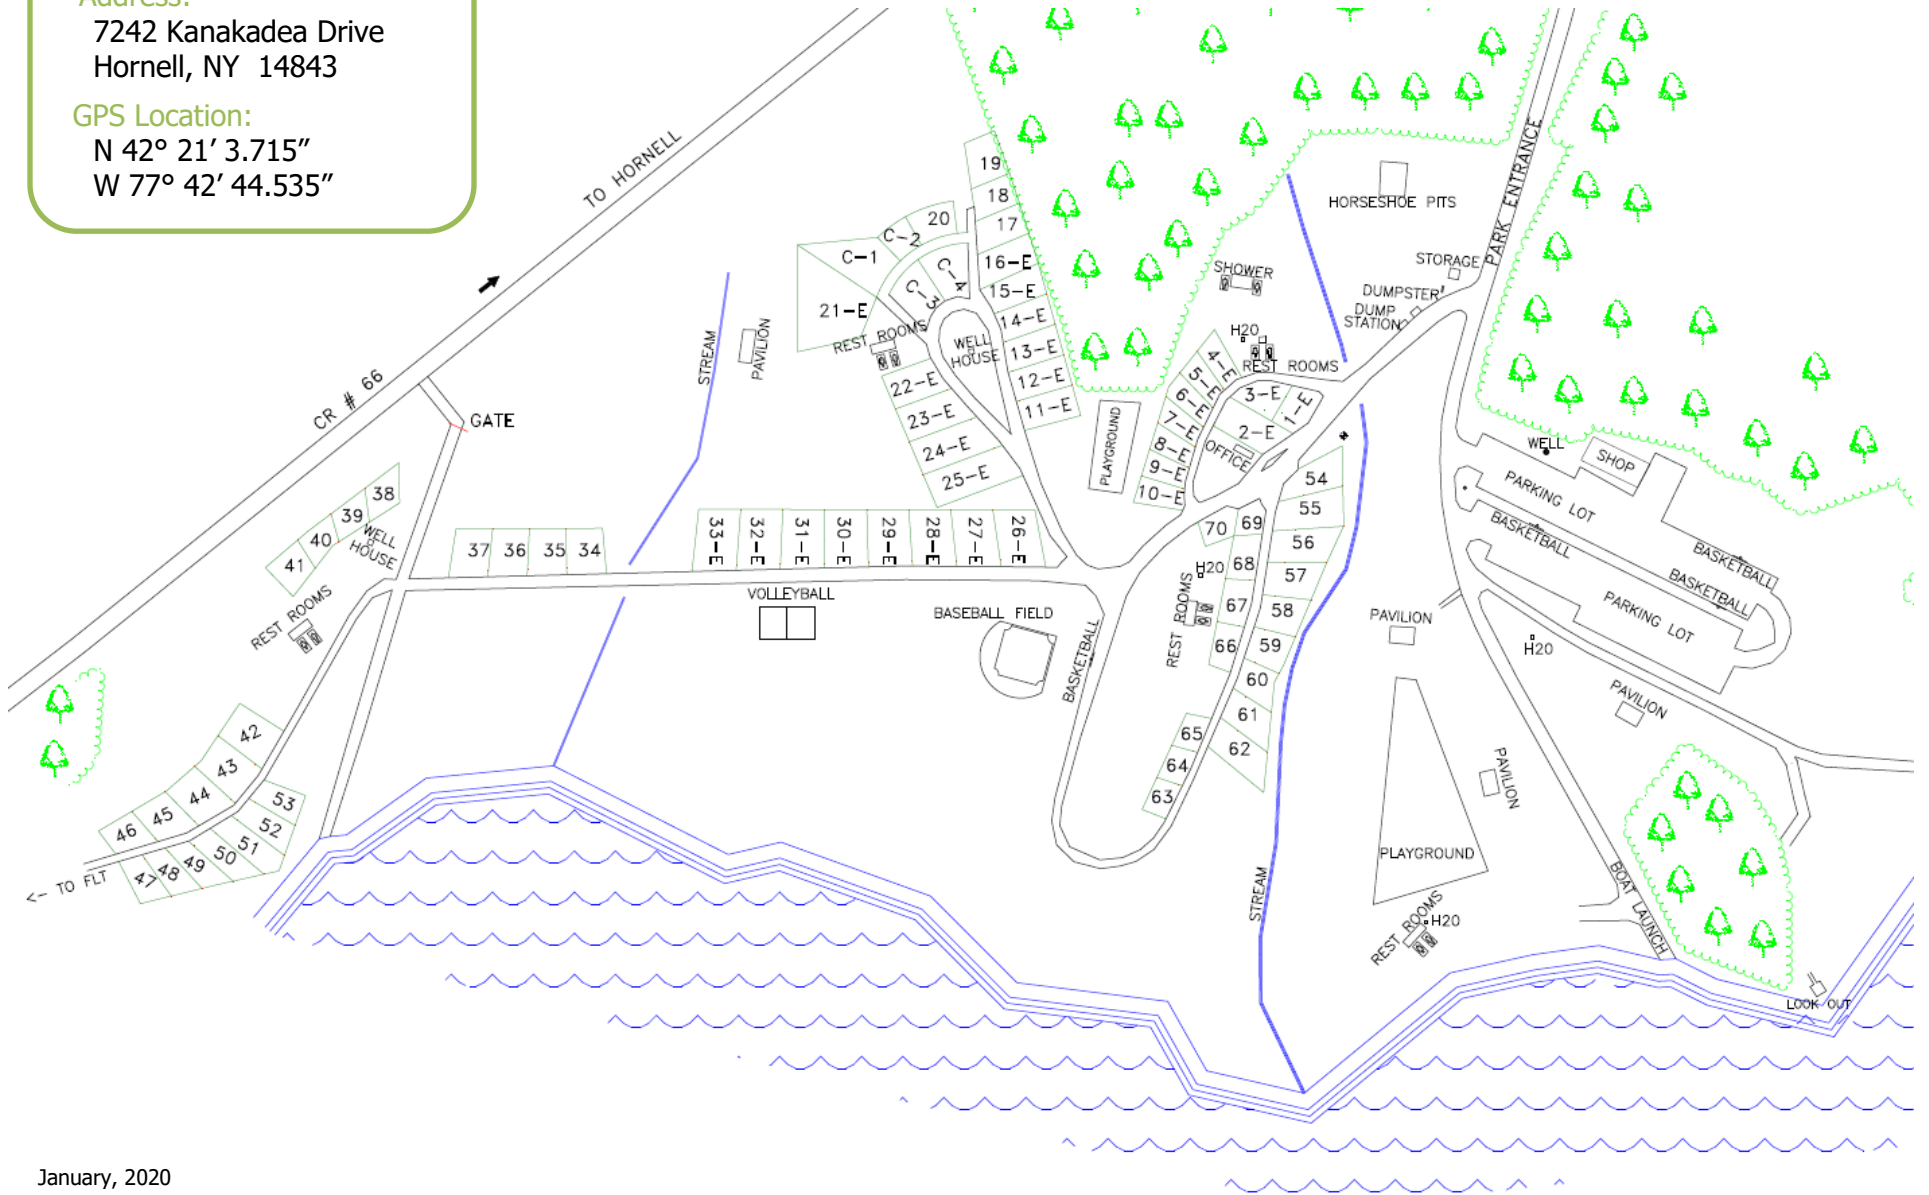 Address:
7242 Kanakadea Drive
Hornell, NY  14843
GPS Location:
N 42° 21′ 3.715″
W 77° 42′ 44.535″
TO HORNELL
CR # 66
GATE
STREAM
PAVILION
C-1
C-2
20
19
18
17
16-E
15-E
14-E
13-E
12-E
11-E
C-3
C-4
21-E
REST ROOMS
WELL
HOUSE
22-E
23-E
24-E
25-E
HORSESHOE PITS
PARK ENTRANCE
STORAGE
DUMPSTER
DUMP
STATION
SHOWER
H20
REST ROOMS
4-E
5-E
6-E
7-E
8-E
9-E
10-E
3-E
1-E
2-E
OFFICE
PLAYGROUND
WELL
SHOP
PARKING LOT
BASKETBALL
BASKETBALL
BASKETBALL
PARKING LOT
38
39
40
41
WELL
HOUSE
REST ROOMS
37
36
35
34
33-E
32-E
31-E
30-E
29-E
28-E
27-E
26-E
VOLLEYBALL
BASEBALL FIELD
BASKETBALL
54
55
56
57
58
59
60
61
62
70
69
68
67
66
65
64
63
H20
REST ROOMS
PAVILION
H20
PAVILION
PAVILION
PLAYGROUND
REST ROOMS
H20
BOAT LAUNCH
LOOK OUT
STREAM
42
43
44
45
46
53
52
51
50
49
48
47
<- TO FLT
January, 2020